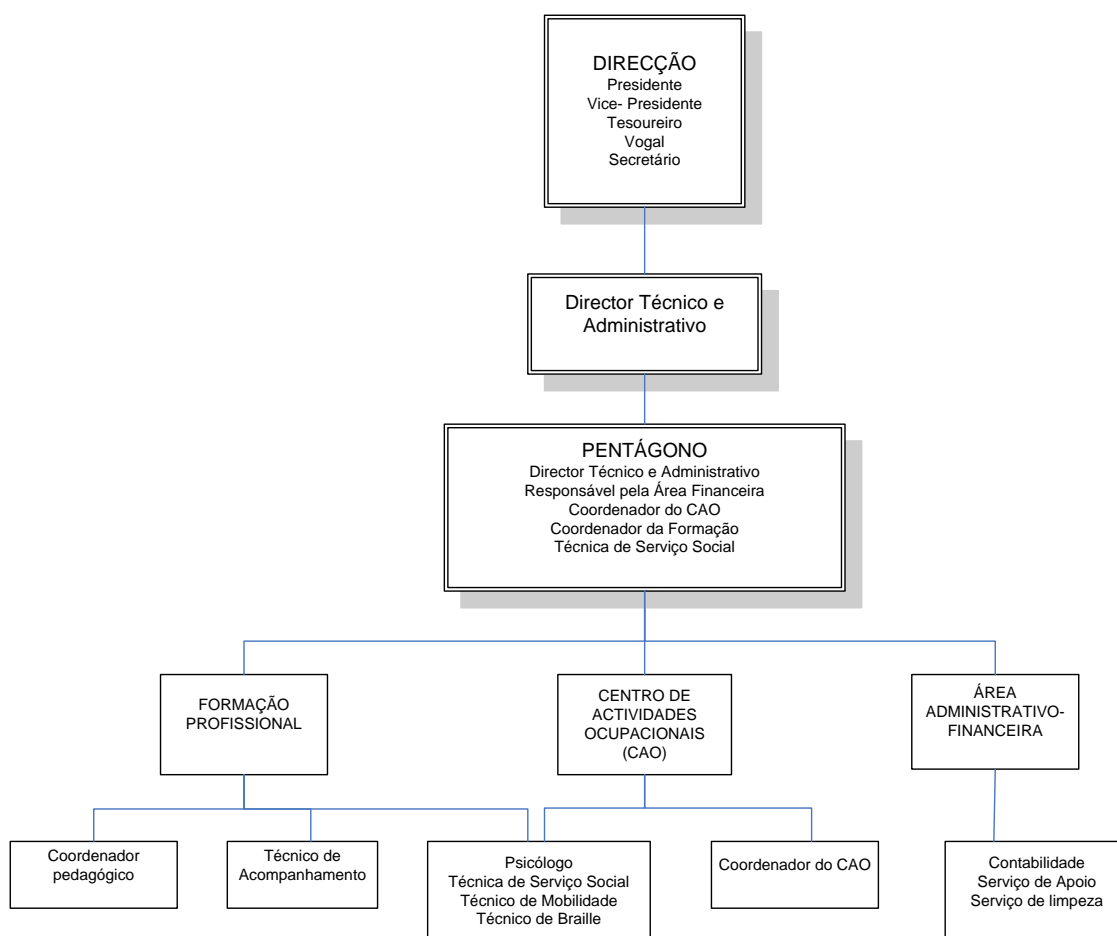 DIRECÇÃO
Presidente
Vice- Presidente
Tesoureiro
Vogal
Secretário
Director Técnico e
Administrativo
PENTÁGONO
Director Técnico e Administrativo
Responsável pela Área Financeira
Coordenador do CAO
Coordenador da Formação
Técnica de Serviço Social
FORMAÇÃO
PROFISSIONAL
CENTRO DE
ACTIVIDADES
OCUPACIONAIS
(CAO)
ÁREA
ADMINISTRATIVO-
FINANCEIRA
Coordenador
pedagógico
Técnico de
Acompanhamento
Psicólogo
Técnica de Serviço Social
Técnico de Mobilidade
Técnico de Braille
Coordenador do CAO
Contabilidade
Serviço de Apoio
Serviço de limpeza